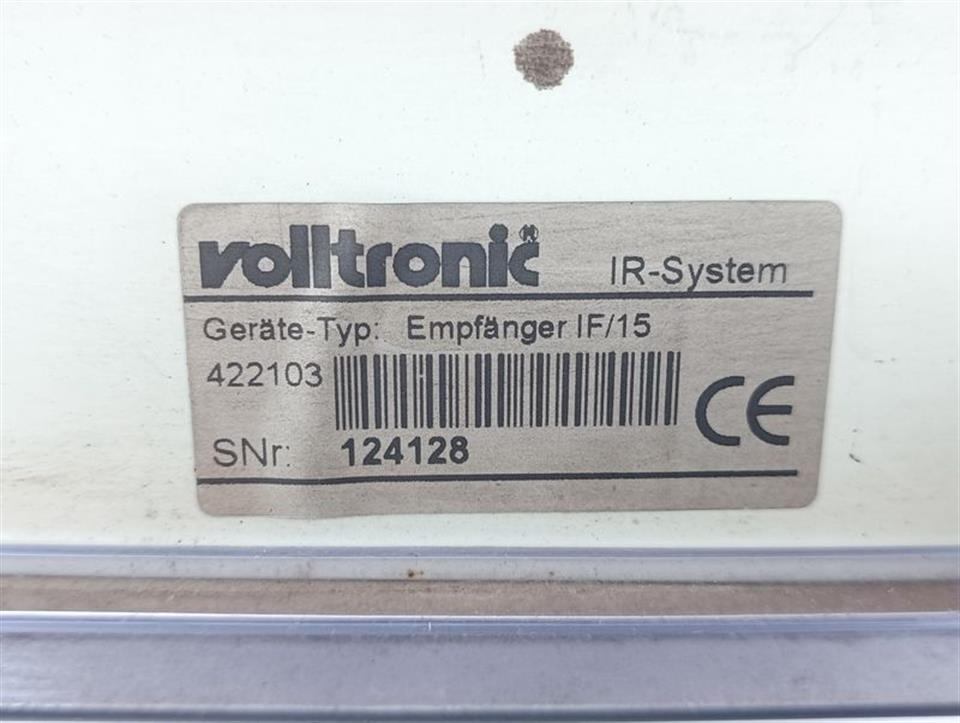 volltronic® IR-System
Geräte-Typ: Empfänger IF/15
422103
CE
SNr: 124128